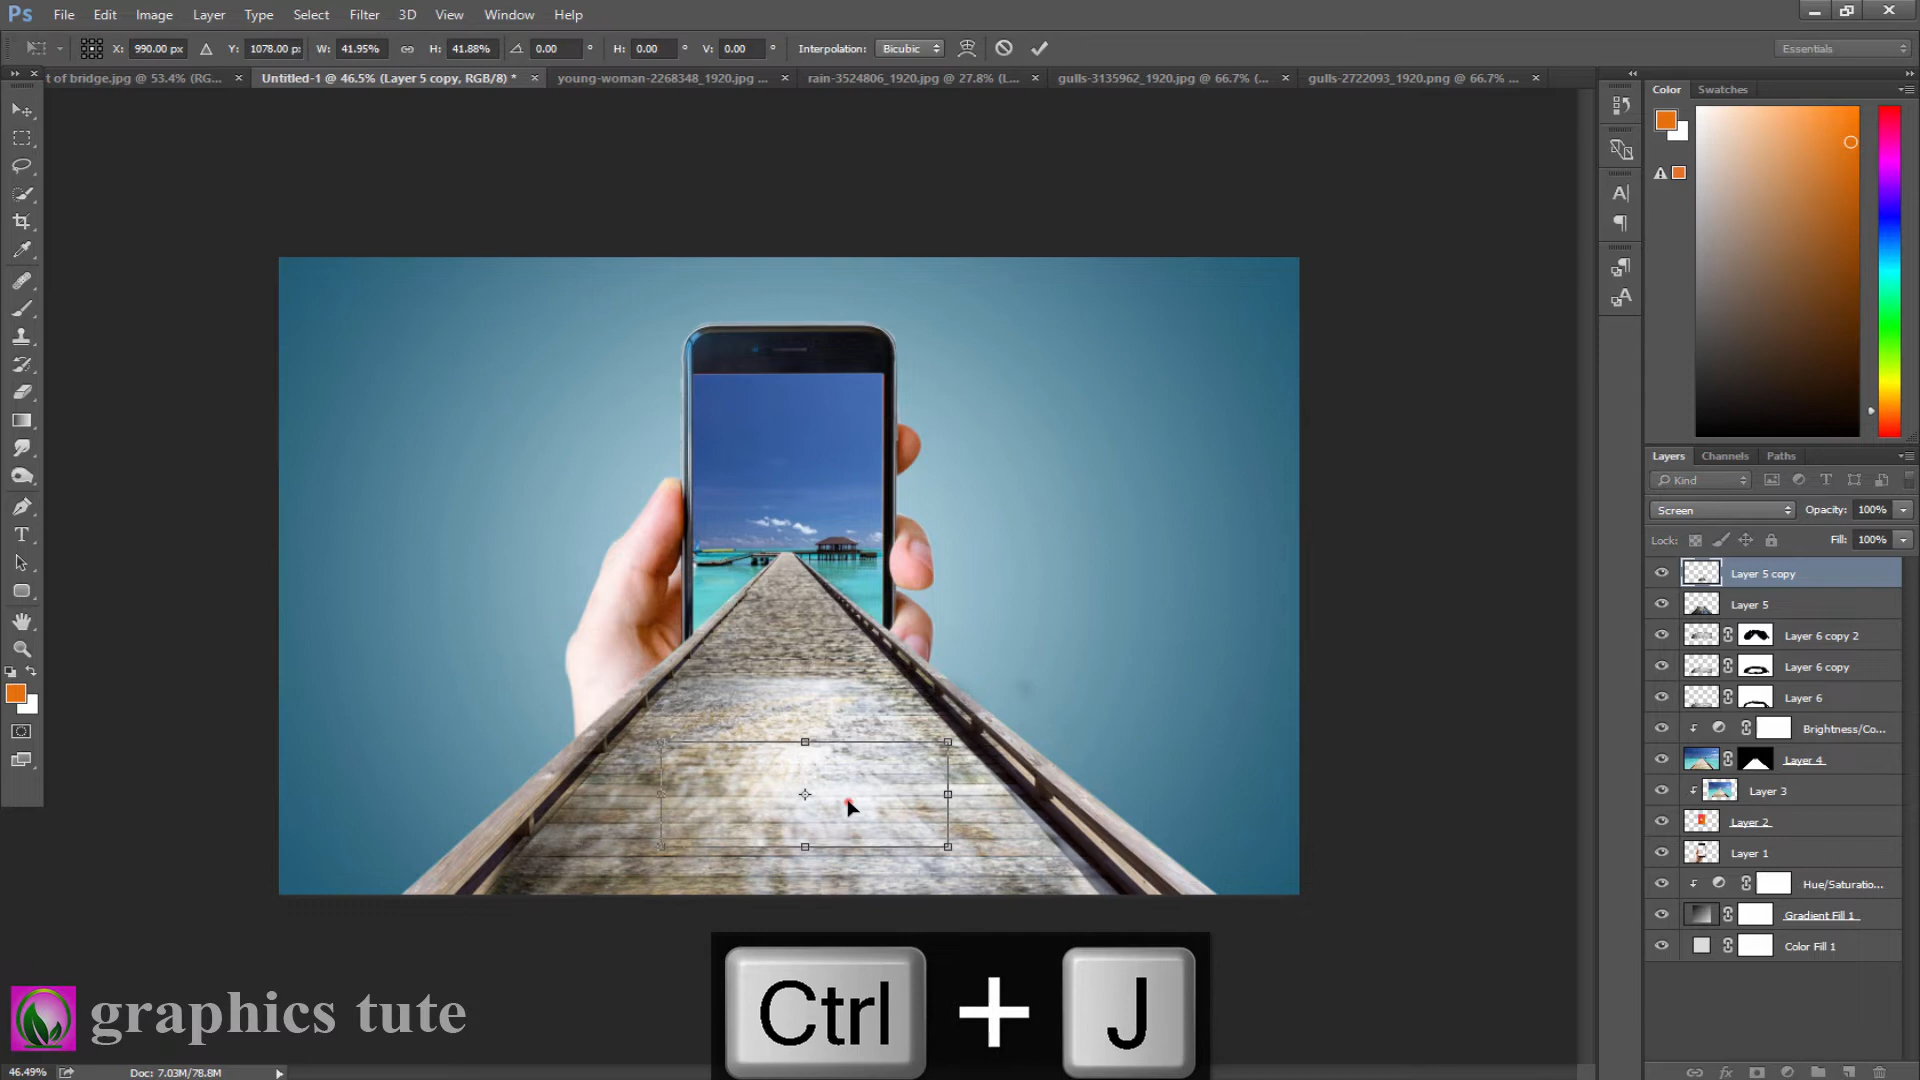 Ps File Edit Image Layer Type Select Filter 3D View Window Help
X: 990.00 px Y: 1078.00 p: W: 41.95% H: 41.88% 0.00 ° H: 0.00 ° V: 0.00 ° Interpolation: Bicubic Essentials
t of bridge.jpg @ 53.4% (RG... × Untitled-1 @ 46.5% (Layer 5 copy, RGB/8) * × young-woman-2268348_1920.jpg ... × rain-3524806_1920.jpg @ 27.8% (L... × gulls-3135962_1920.jpg @ 66.7% (... × gulls-2722093_1920.png @ 66.7% ... ×
Color Swatches
Layers Channels Paths
Kind
Screen Opacity: 100%
Lock: Fill: 100%
Layer 5 copy
Layer 5
Layer 6 copy 2
Layer 6 copy
Layer 6
Brightness/Co...
Layer 4
Layer 3
Layer 2
Layer 1
Hue/Saturatio...
Gradient Fill 1
Color Fill 1
Ctrl + J
graphics tute
46.49% Doc: 7.03M/78.8M